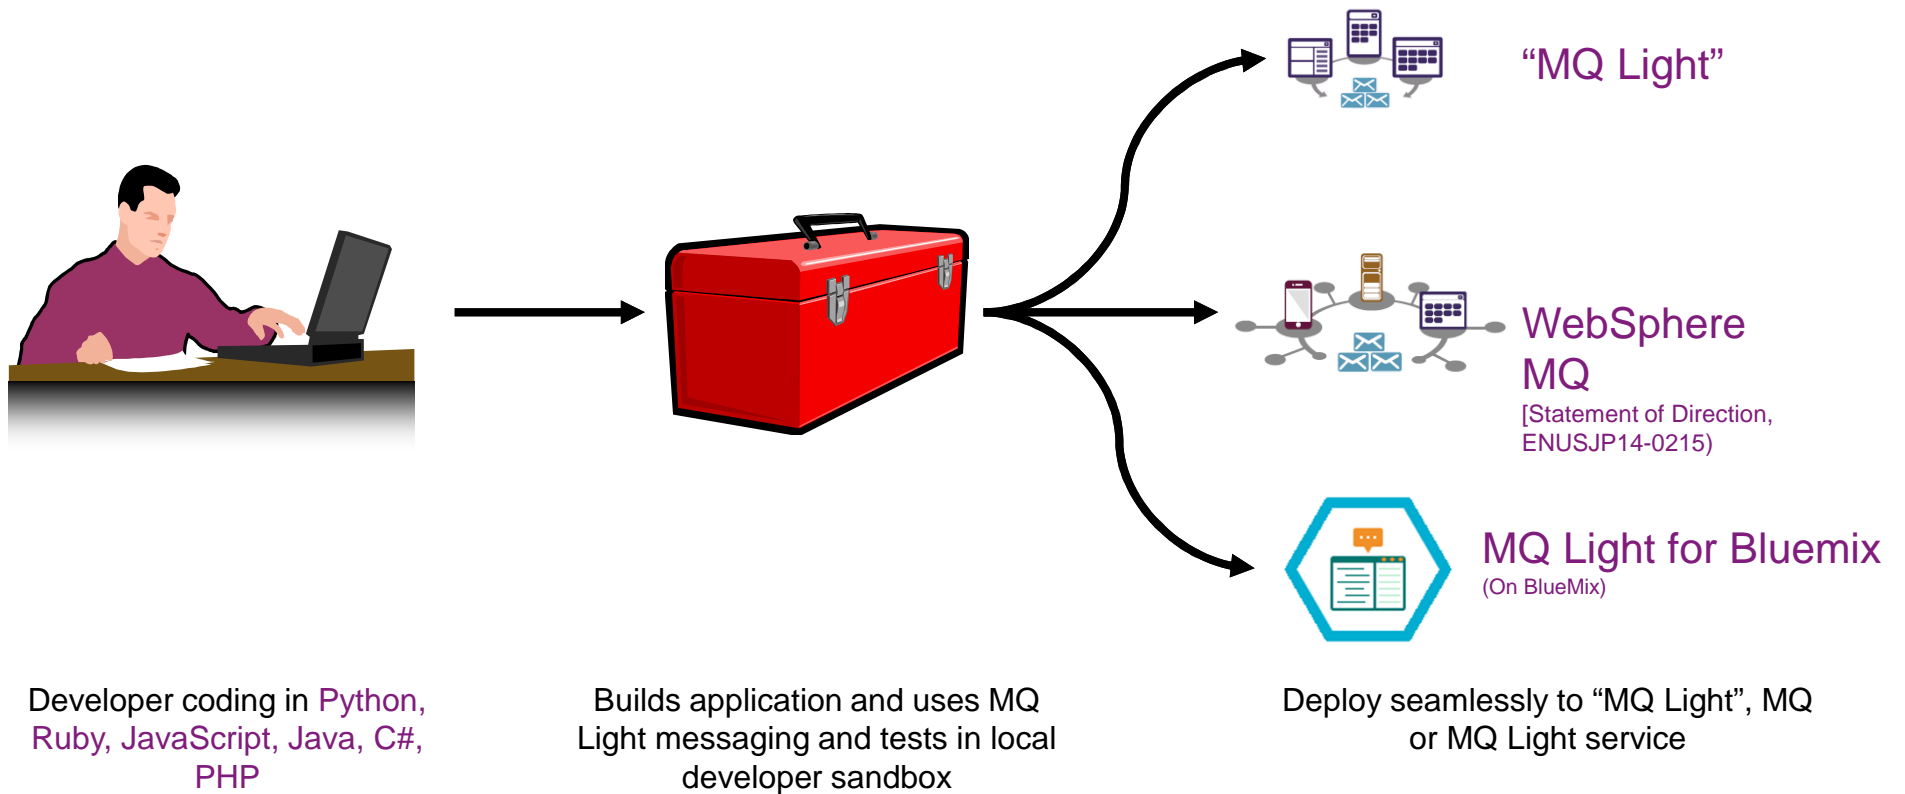 “MQ Light”
WebSphere
MQ
[Statement of Direction,
ENUSJP14-0215)
MQ Light for Bluemix
(On BlueMix)
Developer coding in Python,
Ruby, JavaScript, Java, C#,
PHP
Builds application and uses MQ
Light messaging and tests in local
developer sandbox
Deploy seamlessly to “MQ Light”, MQ
or MQ Light service